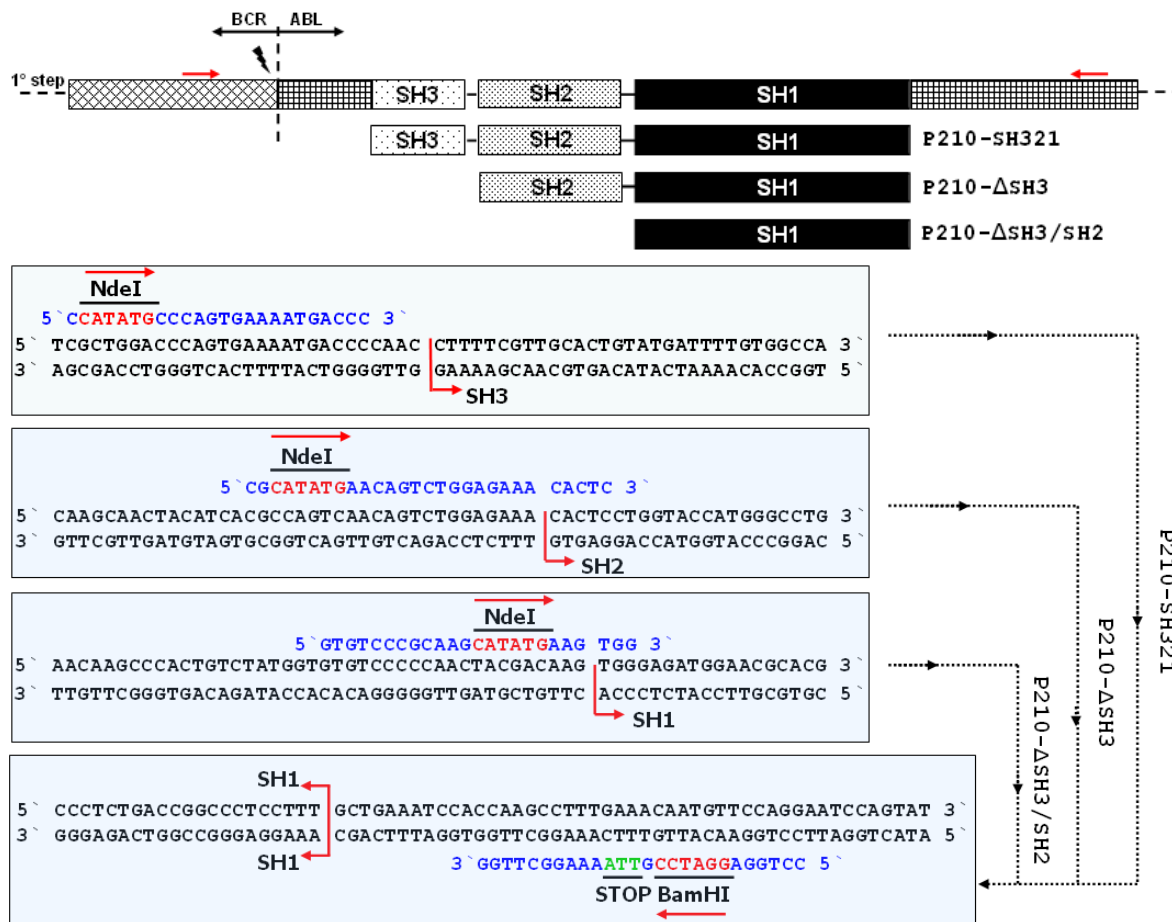 BCR ABL
1° step
SH3 SH2 SH1
SH3 SH2 SH1 P210-SH321
SH2 SH1 P210-ΔSH3
SH1 P210-ΔSH3/SH2
NdeI
5`CCATATGCCCAGTGAAAATGACCC 3`
5` TCGCTGGACCCAGTGAAAATGACCCCAAC CTTTTCGTTGCACTGTATGATTTTGTGGCCA 3`
3` AGCGACCTGGGTCACTTTTACTGGGGTTG GAAAAGCAACGTGACATACTAAAACACCGGT 5`
SH3
NdeI
5`CGCATATGAACAGTCTGGAGAAA CACTC 3`
5` CAAGCAACTACATCACGCCAGTCAACAGTCTGGAGAAA CACTCCTGGTACCATGGGCCTG 3`
3` GTTCGTTGATGTAGTGCGGTCAGTTGTCAGACCTCTTT GTGAGGACCATGGTACCCGGAC 5`
SH2
NdeI
5`GTGTCCCGCAAGCATATGAAG TGG 3`
5` AACAAGCCCACTGTCTATGGTGTGTCCCCCAACTACGACAAG TGGGAGATGGAACGCACG 3`
3` TTGTTCGGGTGACAGATACCACACAGGGGGTTGATGCTGTTC ACCCTCTACCTTGCGTGC 5`
SH1
SH1
5` CCCTCTGACCGGCCCTCCTTT GCTGAAATCCACCAAGCCTTTGAAACAATGTTCCAGGAATCCAGTAT 3`
3` GGGAGACTGGCCGGGAGGAAA CGACTTTAGGTGGTTCGGAAACTTTGTTACAAGGTCCTTAGGTCATA 5`
SH1
3`GGTTCGGAAAATTGCCTAGGAGGTCC 5`
STOP BamHI
P210-SH321
P210-ΔSH3
P210-ΔSH3/SH2